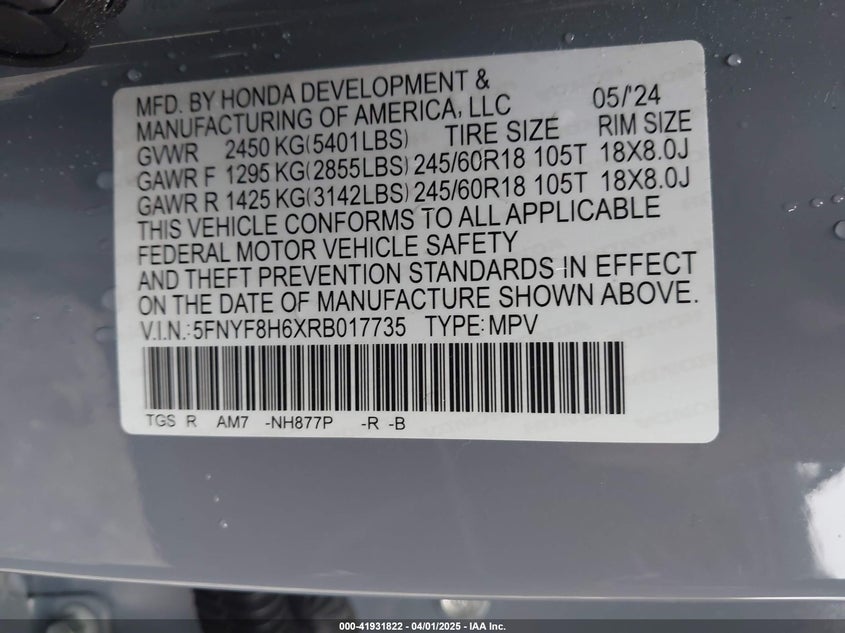 MFD. BY HONDA DEVELOPMENT &
MANUFACTURING OF AMERICA, LLC 05/'24
GVWR 2450 KG(5401LBS) TIRE SIZE RIM SIZE
GAWR F 1295 KG(2855LBS) 245/60R18 105T 18X8.0J
GAWR R 1425 KG(3142LBS) 245/60R18 105T 18X8.0J
THIS VEHICLE CONFORMS TO ALL APPLICABLE
FEDERAL MOTOR VEHICLE SAFETY
AND THEFT PREVENTION STANDARDS IN EFFECT
ON THE DATE OF MANUFACTURE SHOWN ABOVE.
V.I.N.:5FNYF8H6XRB017735 TYPE:MPV
TGS R AM7 -NH877P -R -B
000-41931822 04/01/2025 - IAA Inc.